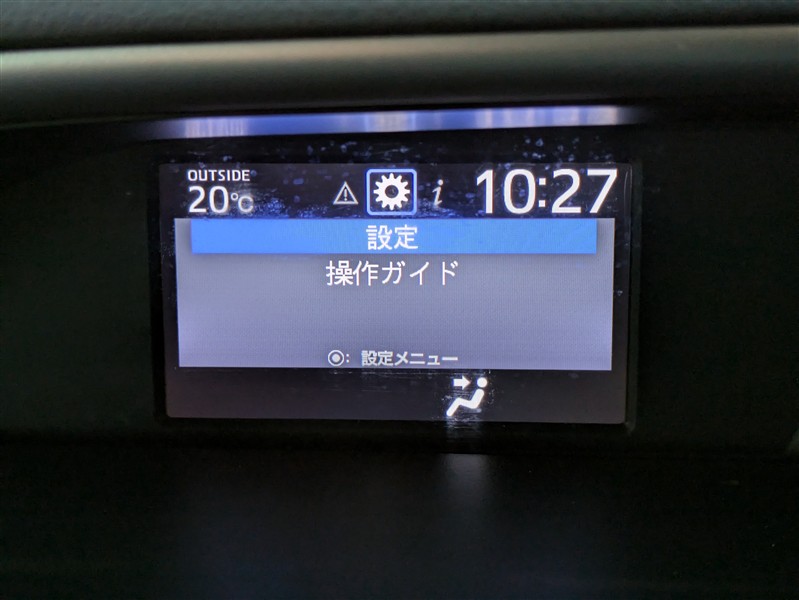 OUTSIDE
20℃
i
10:27
設定
操作ガイド
◉: 設定メニュー